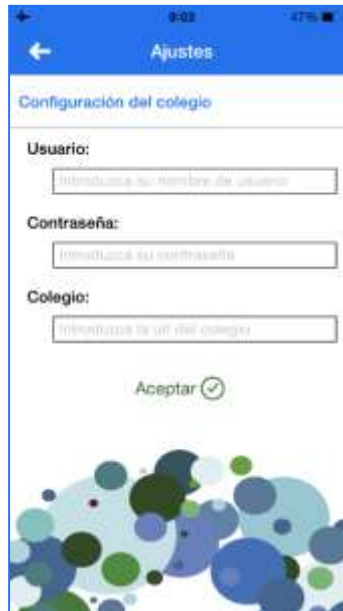 9:03 47%
Ajustes
Configuración del colegio
Usuario:
Introduzca su nombre de usuario
Contraseña:
Introduzca su contraseña
Colegio:
Introduzca la url del colegio
Aceptar